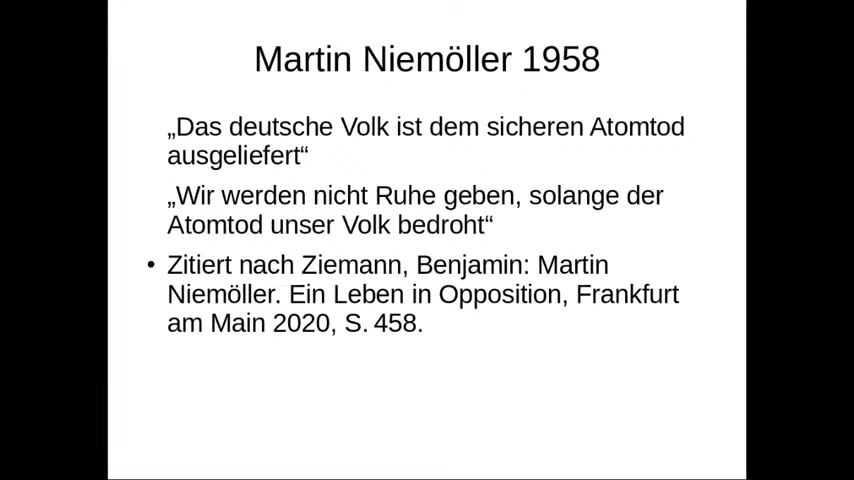 Martin Niemöller 1958
„Das deutsche Volk ist dem sicheren Atomtod
ausgeliefert“
„Wir werden nicht Ruhe geben, solange der
Atomtod unser Volk bedroht“
• Zitiert nach Ziemann, Benjamin: Martin
Niemöller. Ein Leben in Opposition, Frankfurt
am Main 2020, S. 458.